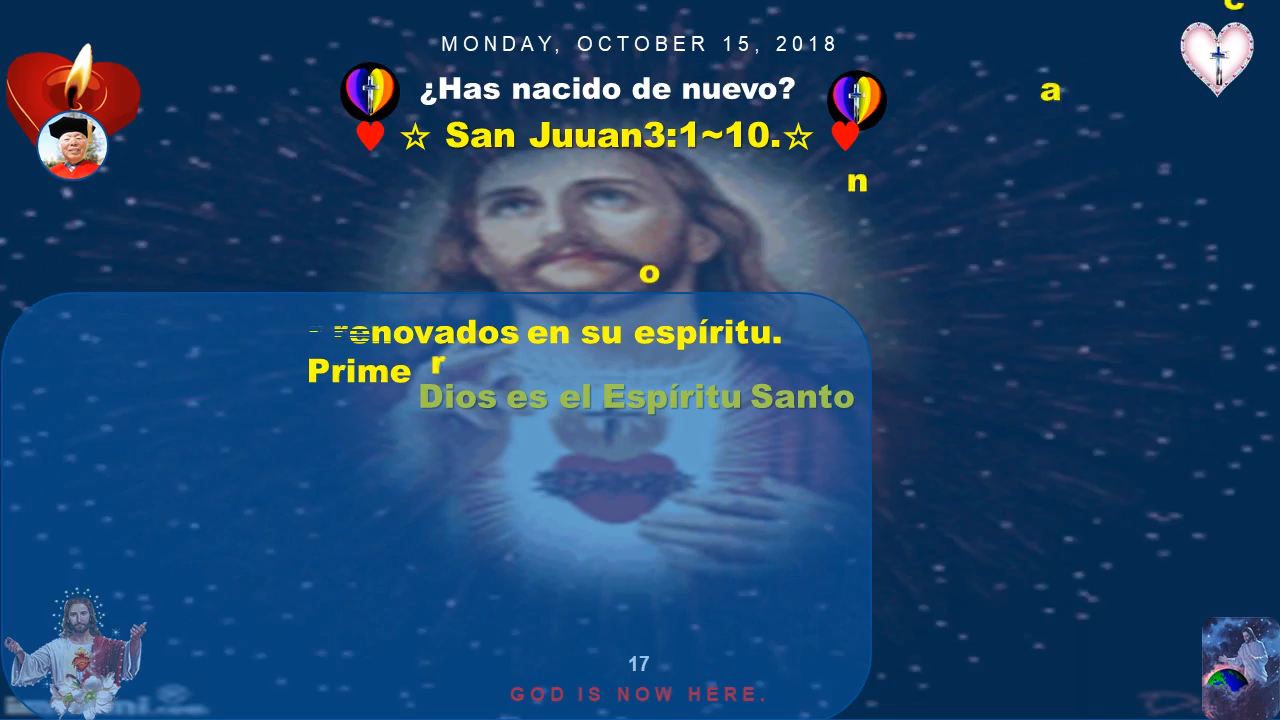 c
MONDAY, OCTOBER 15, 2018
¿Has nacido de nuevo?
a
☆ San Juuan3:1~10.☆
n
o
renovados en su espíritu.
Prime r
Dios es el Espíritu Santo
17
GOD IS NOW HERE.